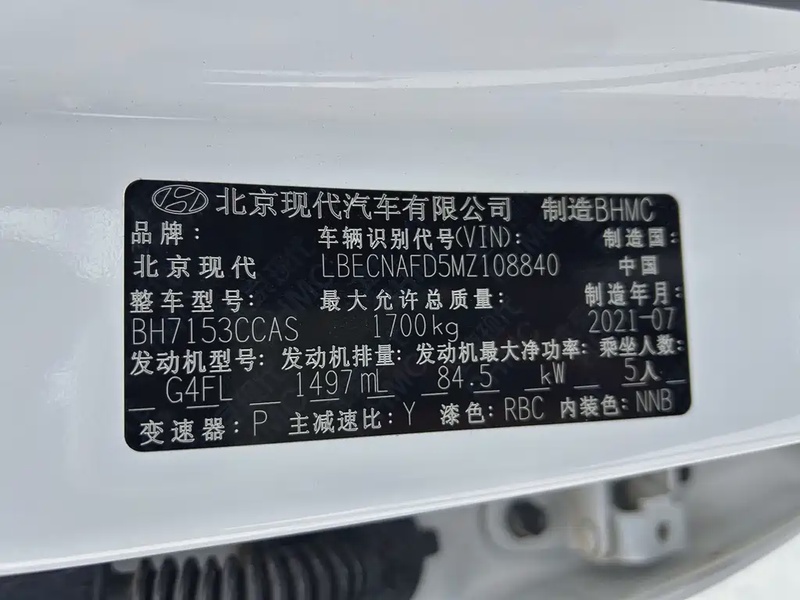 北京现代汽车有限公司 制造BHMC
品牌: 车辆识别代号(VIN): 制造国:
北京现代 LBECNAFD5MZ108840 中国
整车型号: 最大允许总质量: 制造年月:
BH7153CCAS 1700kg 2021-07
发动机型号: 发动机排量: 发动机最大净功率: 乘坐人数:
G4FL 1497mL 84.5 kW 5人
变速器: P 主减速比: Y 漆色: RBC 内装色: NNB